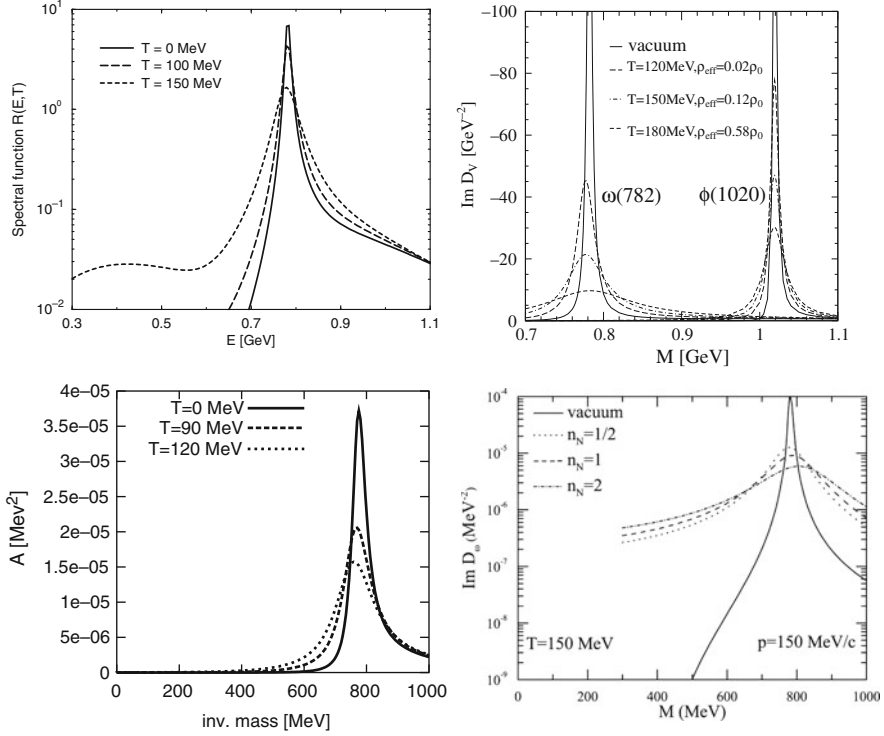 Spectral function R(E,T)
10^1
10^0
10^-1
10^-2
T = 0 MeV
T = 100 MeV
T = 150 MeV
0.3 0.5 0.7 0.9 1.1
E [GeV]
Im D_V [GeV^-2]
-100
-80
-60
-40
-20
0
vacuum
T=120MeV,ρ_eff=0.02ρ_0
T=150MeV,ρ_eff=0.12ρ_0
T=180MeV,ρ_eff=0.58ρ_0
ω(782)
ϕ(1020)
0.7 0.8 0.9 1 1.1
M [GeV]
A [Mev^2]
4e-05
3.5e-05
3e-05
2.5e-05
2e-05
1.5e-05
1e-05
5e-06
0
T=0 MeV
T=90 MeV
T=120 MeV
0 200 400 600 800 1000
inv. mass [MeV]
Im D_ω (MeV^-2)
10^-4
10^-5
10^-6
10^-7
10^-8
10^-9
vacuum
n_N=1/2
n_N=1
n_N=2
T=150 MeV
p=150 MeV/c
0 200 400 600 800 1000
M (MeV)